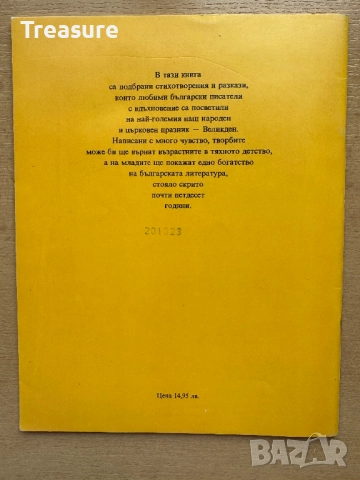 Treasure
В тази книга
са подбрани стихотворения и разкази,
които любими български писатели
с вдъхновение са посветили
на най-големия наш народен
и църковен празник — Великден.
Написани с много чувство, творбите
може би ще върнат възрастните в тяхното детство,
а на младите ще покажат едно богатство
на българската литература,
стояло скрито
почти петдесет
години.
201223
Цена 14,95 лв.
BAZAR